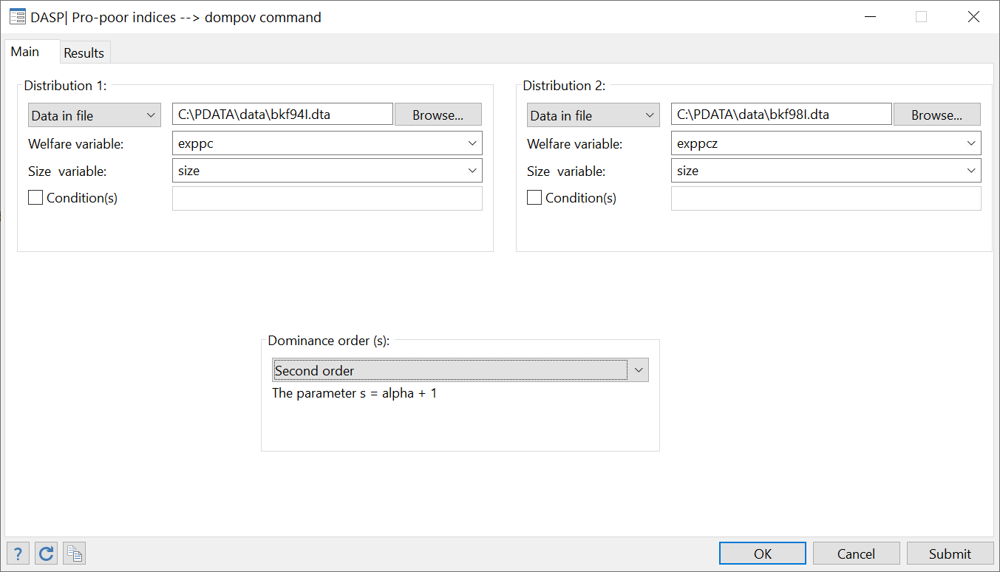 DASP| Pro-poor indices --> dompov command
Main
Results
Distribution 1:
Data in file
C:\PDATA\data\bkf94I.dta
Browse...
Welfare variable:
exppc
Size variable:
size
Condition(s)
Distribution 2:
Data in file
C:\PDATA\data\bkf98I.dta
Browse...
Welfare variable:
exppcz
Size variable:
size
Condition(s)
Dominance order (s):
Second order
The parameter s = alpha + 1
?
OK
Cancel
Submit